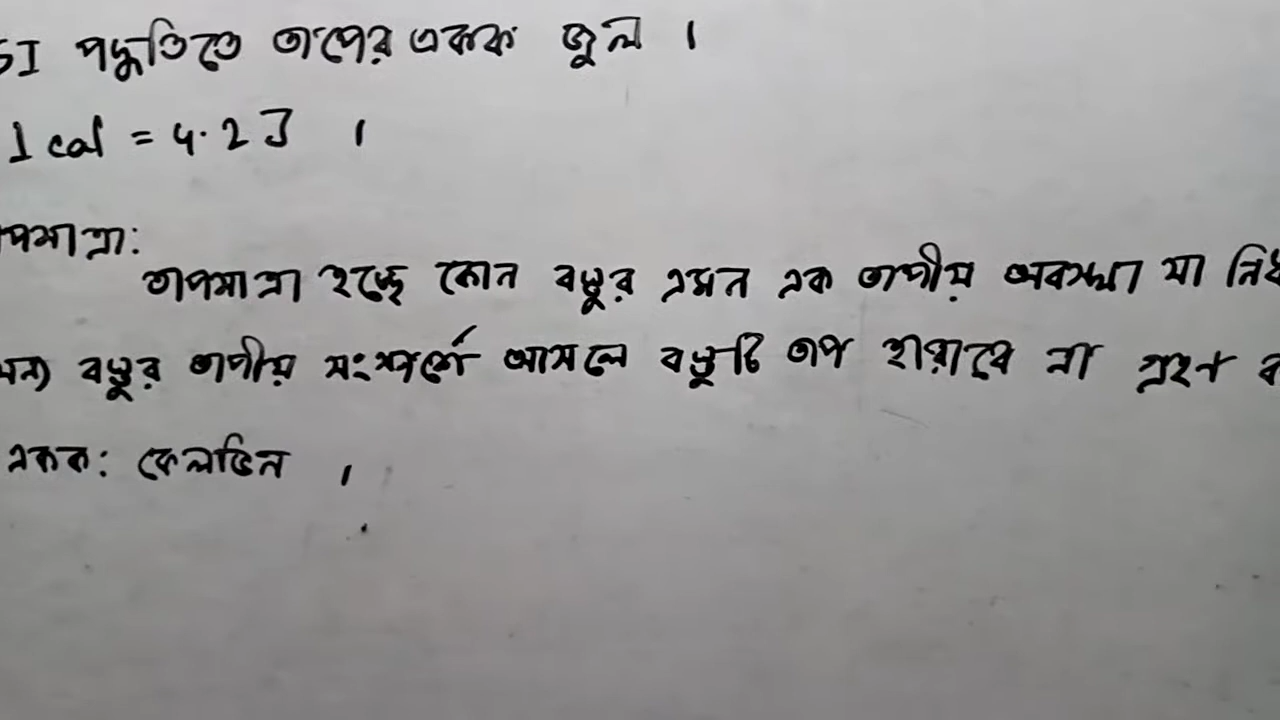 SI পদ্ধতিতে তাপের একক জুল ।
1 cal = 4.2 J ।
পমাত্রা:
তাপমাত্রা হচ্ছে কোন বস্তুর এমন এক তাপীয় অবস্থা যা নির্ধ
বস্তুর তাপীয় সংস্পর্শে আসলে বস্তুটি তাপ হারাবে না গ্রহণ ক
একক: কেলভিন ।